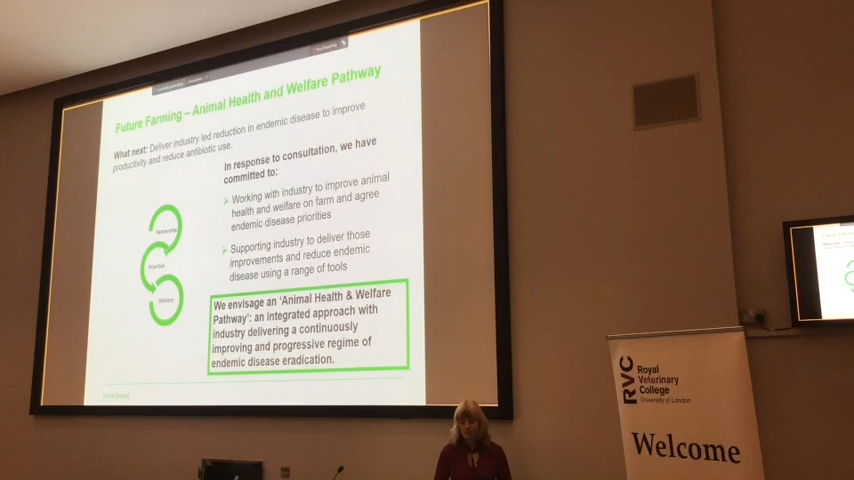 Future Farming – Animal Health and Welfare Pathway
What next: Deliver industry led reduction in endemic disease to improve
productivity and reduce antibiotic use.
In response to consultation, we have
committed to:
Working with industry to improve animal
health and welfare on farm and agree
endemic disease priorities
Supporting industry to deliver those
improvements and reduce endemic
disease using a range of tools
Partnership
Priorities
Delivery
We envisage an ‘Animal Health & Welfare
Pathway’: an integrated approach with
industry delivering a continuously
improving and progressive regime of
endemic disease eradication.
Future Farming
RVC
Royal
Veterinary
College
University of London
Welcome